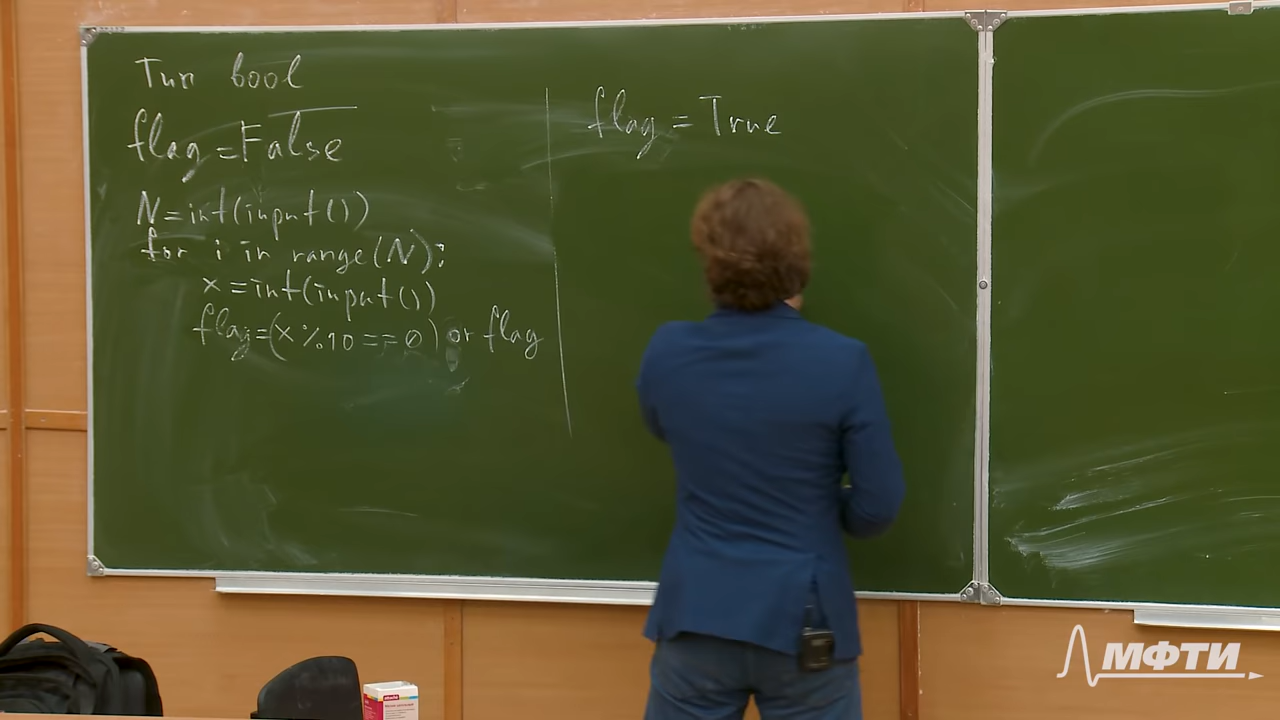 Тип bool
flag=False
N=int(input())
for i in range(N):
x=int(input())
flag=(x%10==0) or flag
flag=True
МФТИ